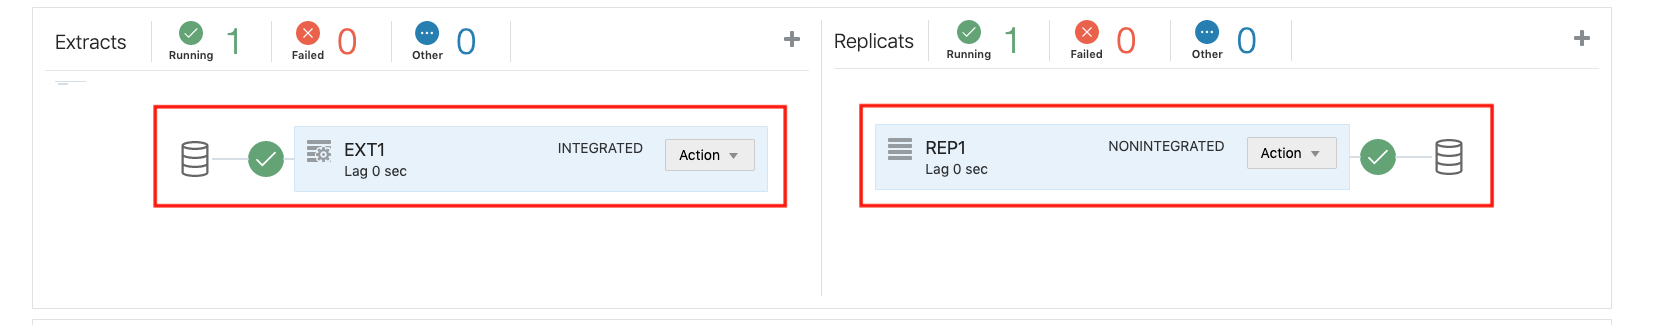 Extracts
Running 1
Failed 0
Other 0
EXT1
Lag 0 sec
INTEGRATED
Action
Replicats
Running 1
Failed 0
Other 0
REP1
Lag 0 sec
NONINTEGRATED
Action